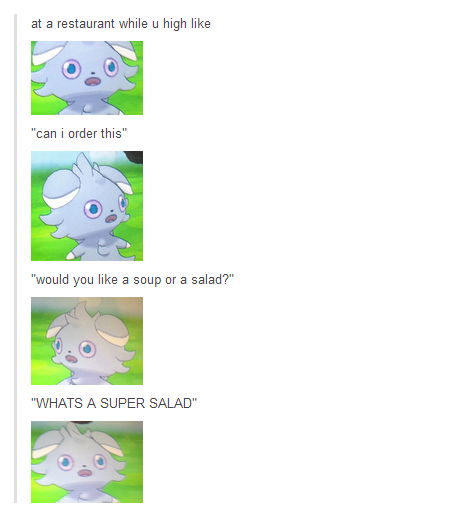 at a restaurant while u high like
"can i order this"
"would you like a soup or a salad?"
"WHATS A SUPER SALAD"